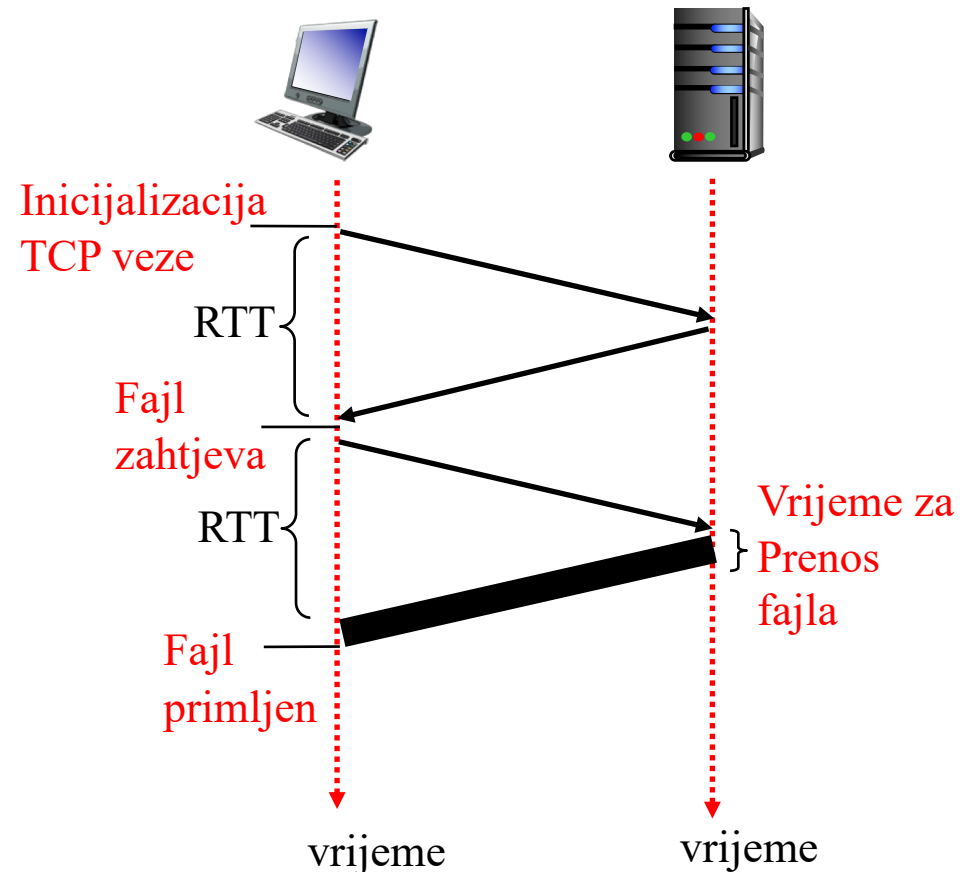 Inicijalizacija
TCP veze
RTT
Fajl
zahtjeva
RTT
Vrijeme za
Prenos
fajla
Fajl
primljen
vrijeme
vrijeme